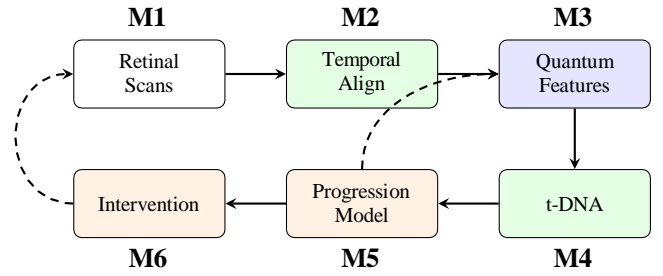 M1
M2
M3
Retinal
Scans
Temporal
Align
Quantum
Features
Intervention
Progression
Model
t-DNA
M6
M5
M4